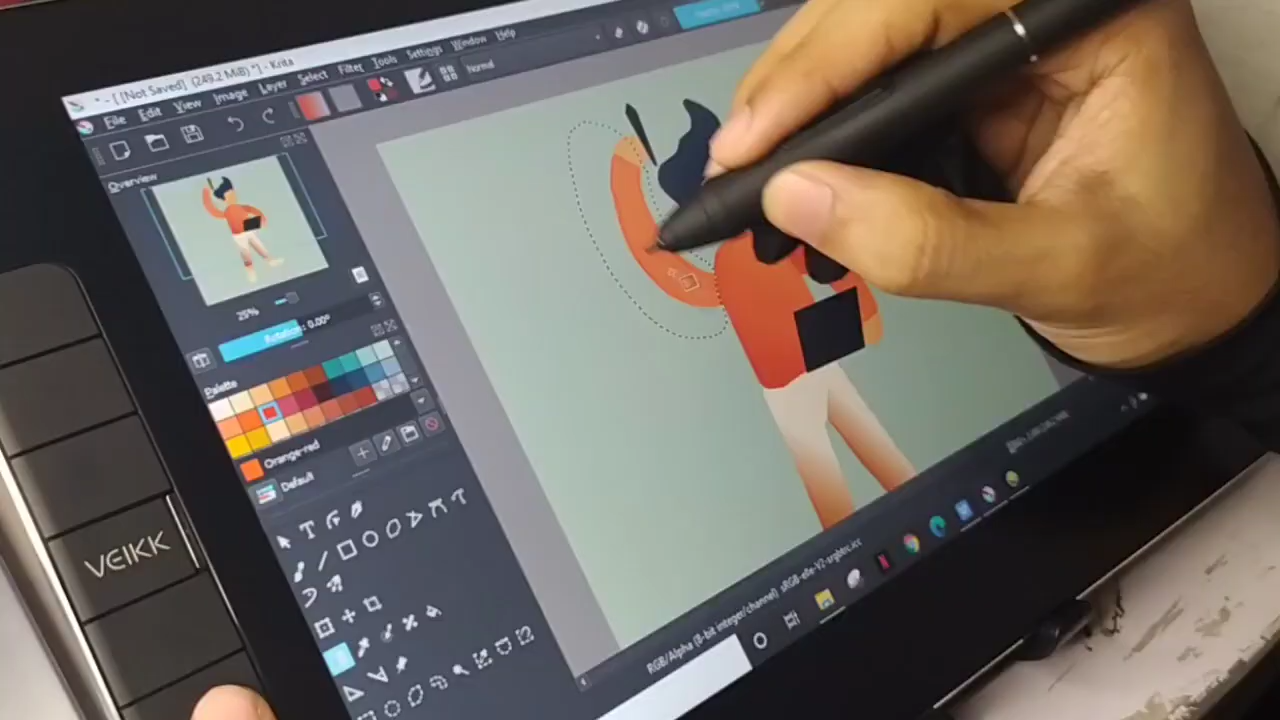 * - [ [Not Saved] (249.2 MiB) *] - Krita
File Edit View Image Layer Select Filter Tools Settings Window Help
Normal
Overview
25%
Rotation: 0.00°
Palette
Orange-red
Default
T
VEIKK
RGB/Alpha (8-bit integer/channel) sRGB-elle-V2-srgbtrc.icc